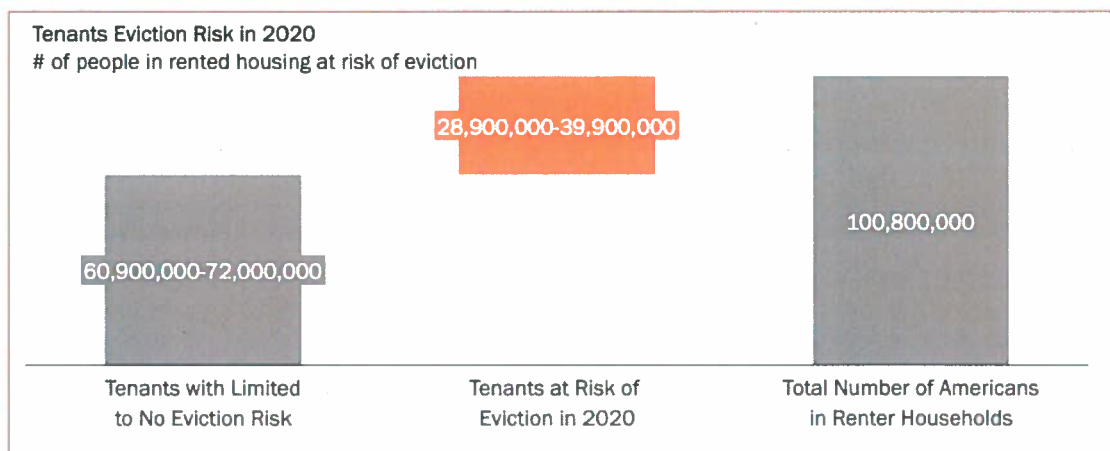 Tenants Eviction Risk in 2020
# of people in rented housing at risk of eviction
28,900,000-39,900,000
100,800,000
60,900,000-72,000,000
Tenants with Limited
to No Eviction Risk
Tenants at Risk of
Eviction in 2020
Total Number of Americans
in Renter Households